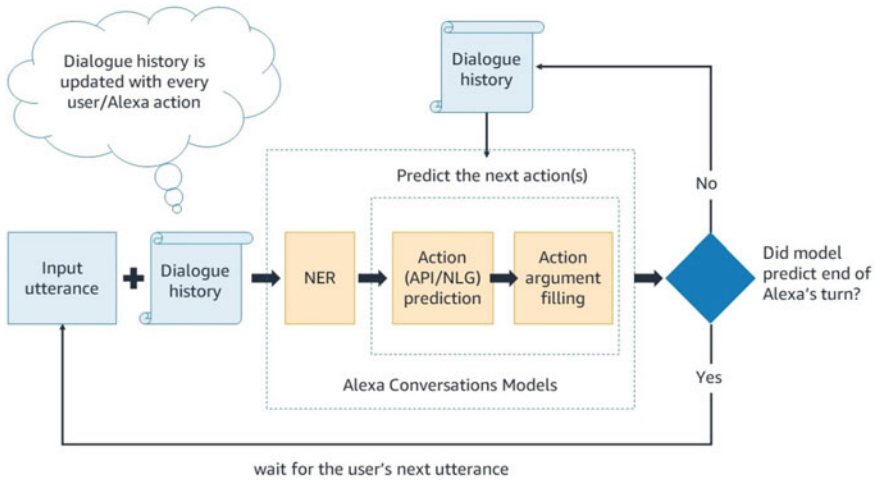 Dialogue history is
updated with every
user/Alexa action
Dialogue
history
Predict the next action(s)
No
Input
utterance
Dialogue
history
NER
Action
(API/NLG)
prediction
Action
argument
filling
Did model
predict end of
Alexa's turn?
Alexa Conversations Models
Yes
wait for the user's next utterance